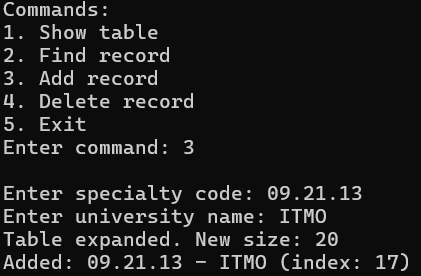 Commands:
1. Show table
2. Find record
3. Add record
4. Delete record
5. Exit
Enter command: 3
Enter specialty code: 09.21.13
Enter university name: ITMO
Table expanded. New size: 20
Added: 09.21.13 - ITMO (index: 17)